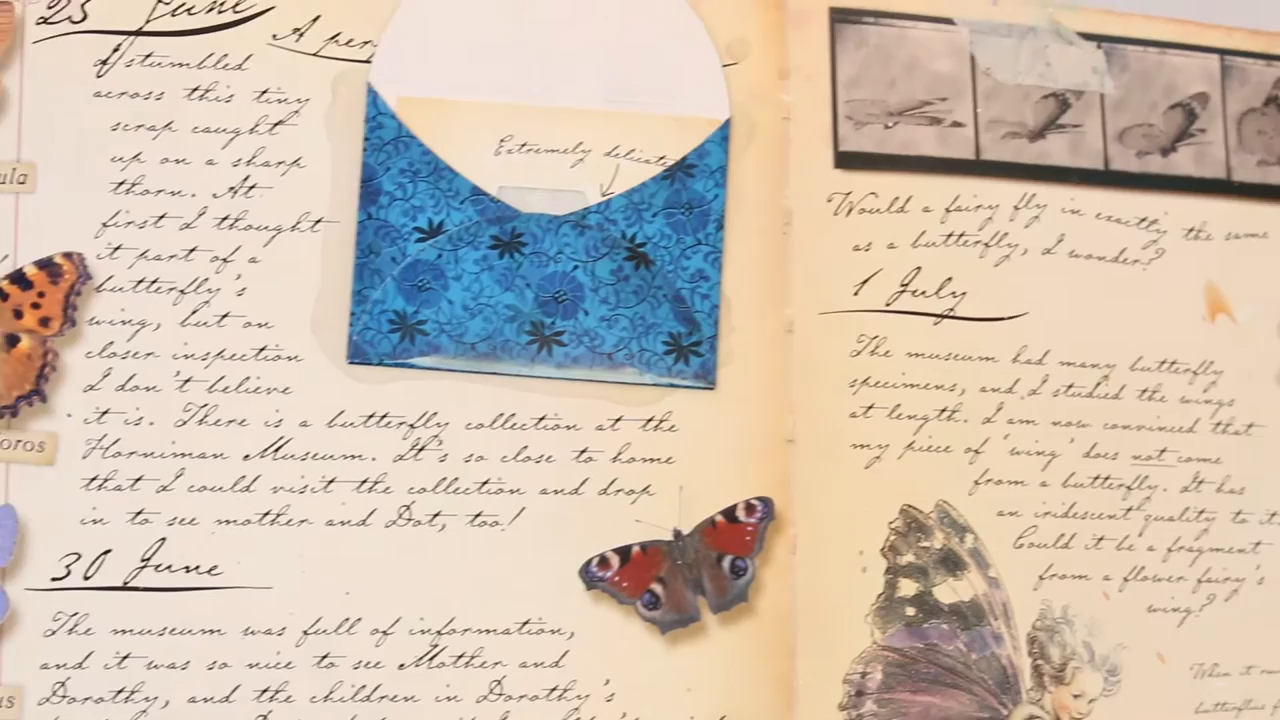 23 June
A
I stumbled
across this tiny
scrap caught
up on a sharp
thorn. At
first I thought
it part of a
butterfly's
wing, but on
closer inspection
I don't believe
it is. There is a butterfly collection at the
Horniman Museum. It's so close to home
that I could visit the collection and drop
in to see mother and Dot, too!
Extremely delicate
30 June
The museum was full of information,
and it was so nice to see Mother and
Dorothy, and the children in Dorothy's
Would a fairy fly in exactly the same
as a butterfly, I wonder?
1 July
The museum had many butterfly
specimens, and I studied the wings
at length. I am now convinced that
my piece of 'wing' does not come
from a butterfly. It has
an iridescent quality to it
Could it be a fragment
from a flower fairy's
wing?
When it
butterflies